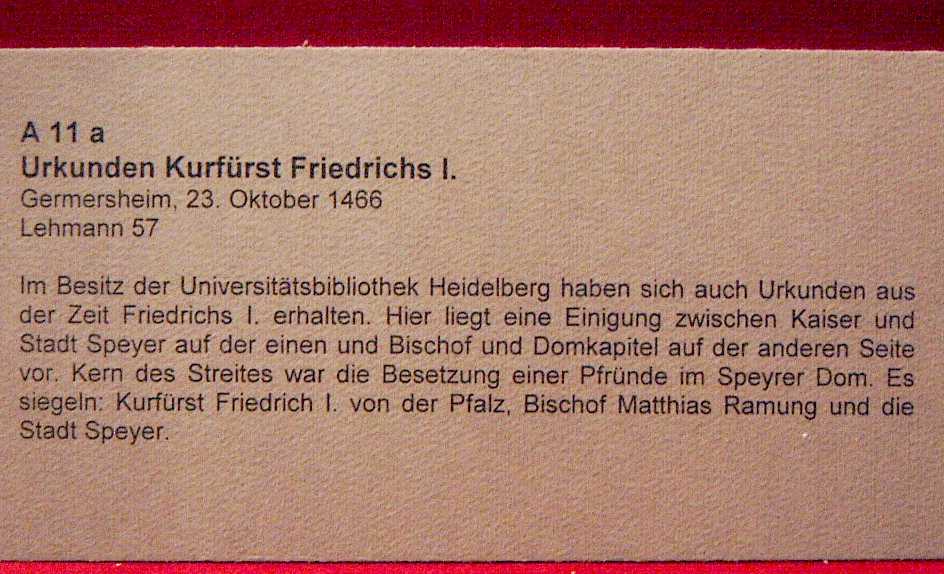 A 11 a
Urkunden Kurfürst Friedrichs I.
Germersheim, 23. Oktober 1466
Lehmann 57
Im Besitz der Universitätsbibliothek Heidelberg haben sich auch Urkunden aus
der Zeit Friedrichs I. erhalten. Hier liegt eine Einigung zwischen Kaiser und
Stadt Speyer auf der einen und Bischof und Domkapitel auf der anderen Seite
vor. Kern des Streites war die Besetzung einer Pfründe im Speyrer Dom. Es
siegeln: Kurfürst Friedrich I. von der Pfalz, Bischof Matthias Ramung und die
Stadt Speyer.